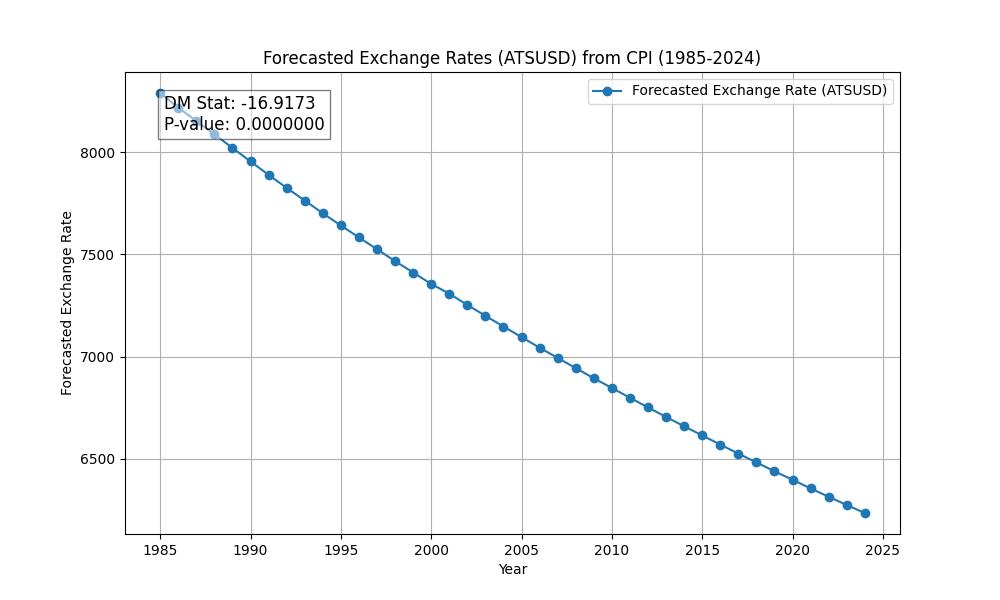 Forecasted Exchange Rates (ATSUSD) from CPI (1985-2024)
Forecasted Exchange Rate (ATSUSD)
DM Stat: -16.9173
P-value: 0.0000000
8000
7500
7000
6500
Forecasted Exchange Rate
1985 1990 1995 2000 2005 2010 2015 2020 2025
Year